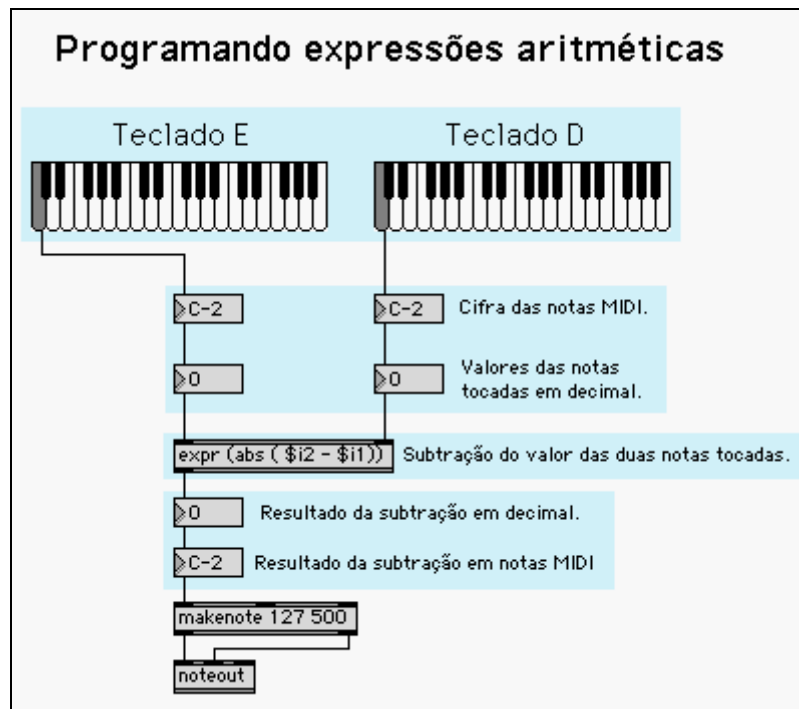 Programando expressões aritméticas
Teclado E
Teclado D
C-2
C-2
Cifra das notas MIDI.
0
0
Valores das notas
tocadas em decimal.
expr (abs ( $i2 - $i1))
Subtração do valor das duas notas tocadas.
0
Resultado da subtração em decimal.
C-2
Resultado da subtração em notas MIDI
makenote 127 500
noteout